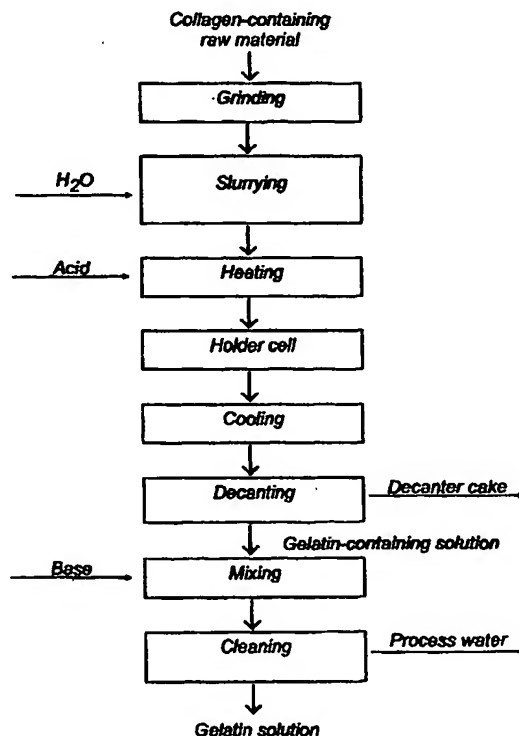 Collagen-containing
raw material
Grinding
H2O
Slurrying
Acid
Heating
Holder cell
Cooling
Decanting
Decanter cake
Gelatin-containing solution
Base
Mixing
Cleaning
Process water
Gelatin solution